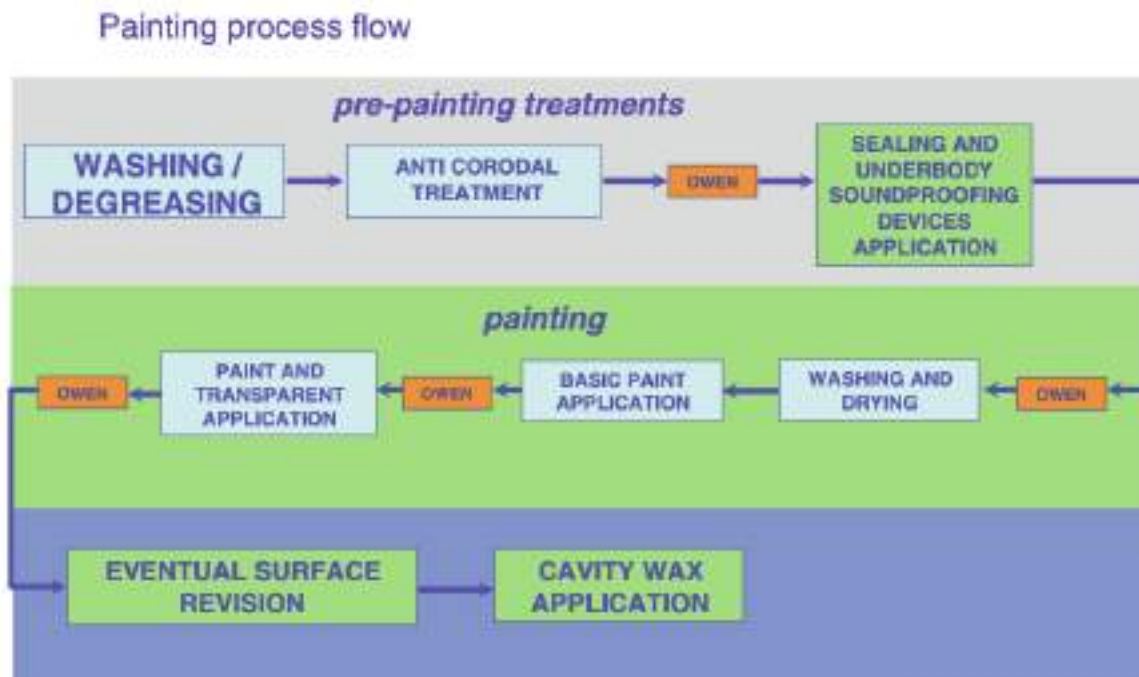 Painting process flow
pre-painting treatments
WASHING /
DEGREASING
ANTI CORODAL
TREATMENT
OWEN
SEALING AND
UNDERBODY
SOUNDPROOFING
DEVICES
APPLICATION
painting
OWEN
PAINT AND
TRANSPARENT
APPLICATION
OWEN
BASIC PAINT
APPLICATION
WASHING AND
DRYING
OWEN
EVENTUAL SURFACE
REVISION
CAVITY WAX
APPLICATION